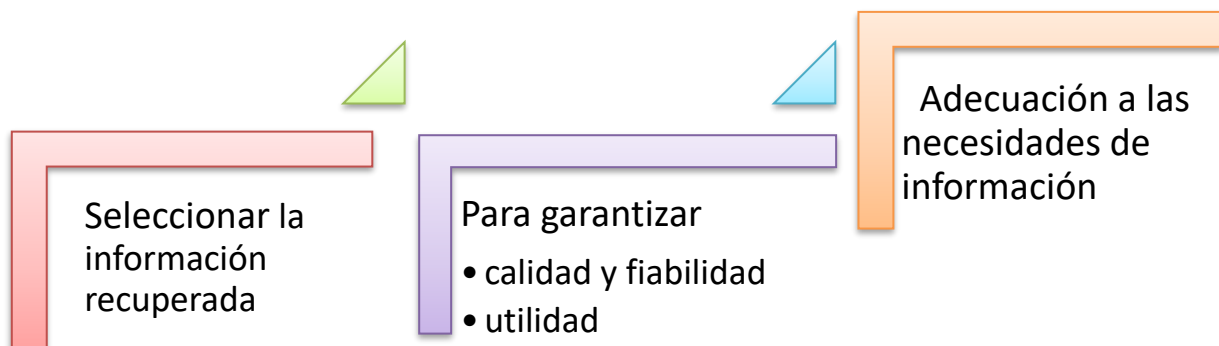 Seleccionar la
información
recuperada
Para garantizar
• calidad y fiabilidad
• utilidad
Adecuación a las
necesidades de
información